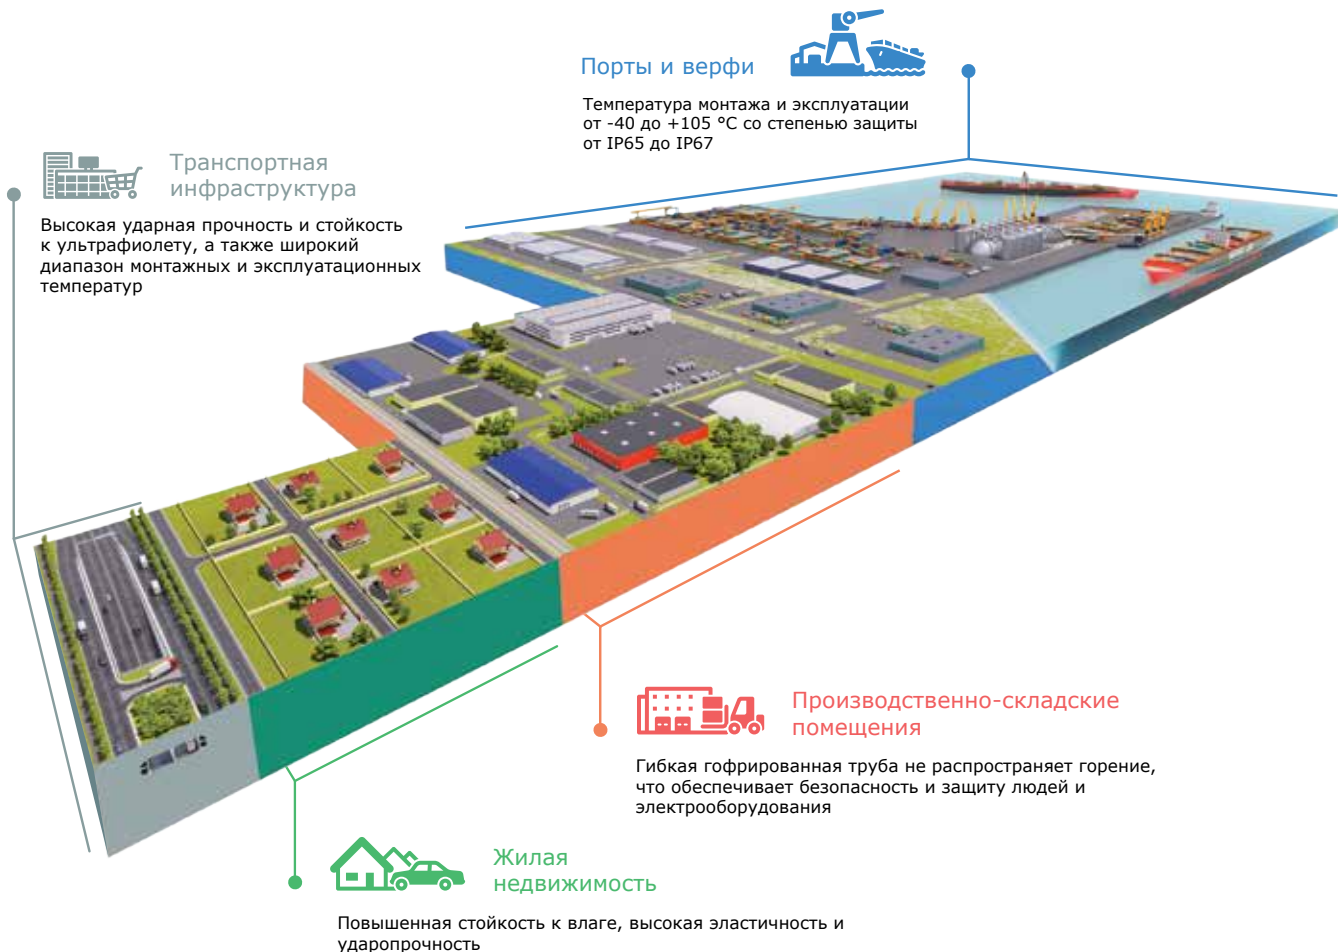 Порты и верфи
Температура монтажа и эксплуатации
от -40 до +105 °C со степенью защиты
от IP65 до IP67
Транспортная
инфраструктура
Высокая ударная прочность и стойкость
к ультрафиолету, а также широкий
диапазон монтажных и эксплуатационных
температур
Производственно-складские
помещения
Гибкая гофрированная труба не распространяет горение,
что обеспечивает безопасность и защиту людей и
электрооборудования
Жилая
недвижимость
Повышенная стойкость к влаге, высокая эластичность и
ударопрочность